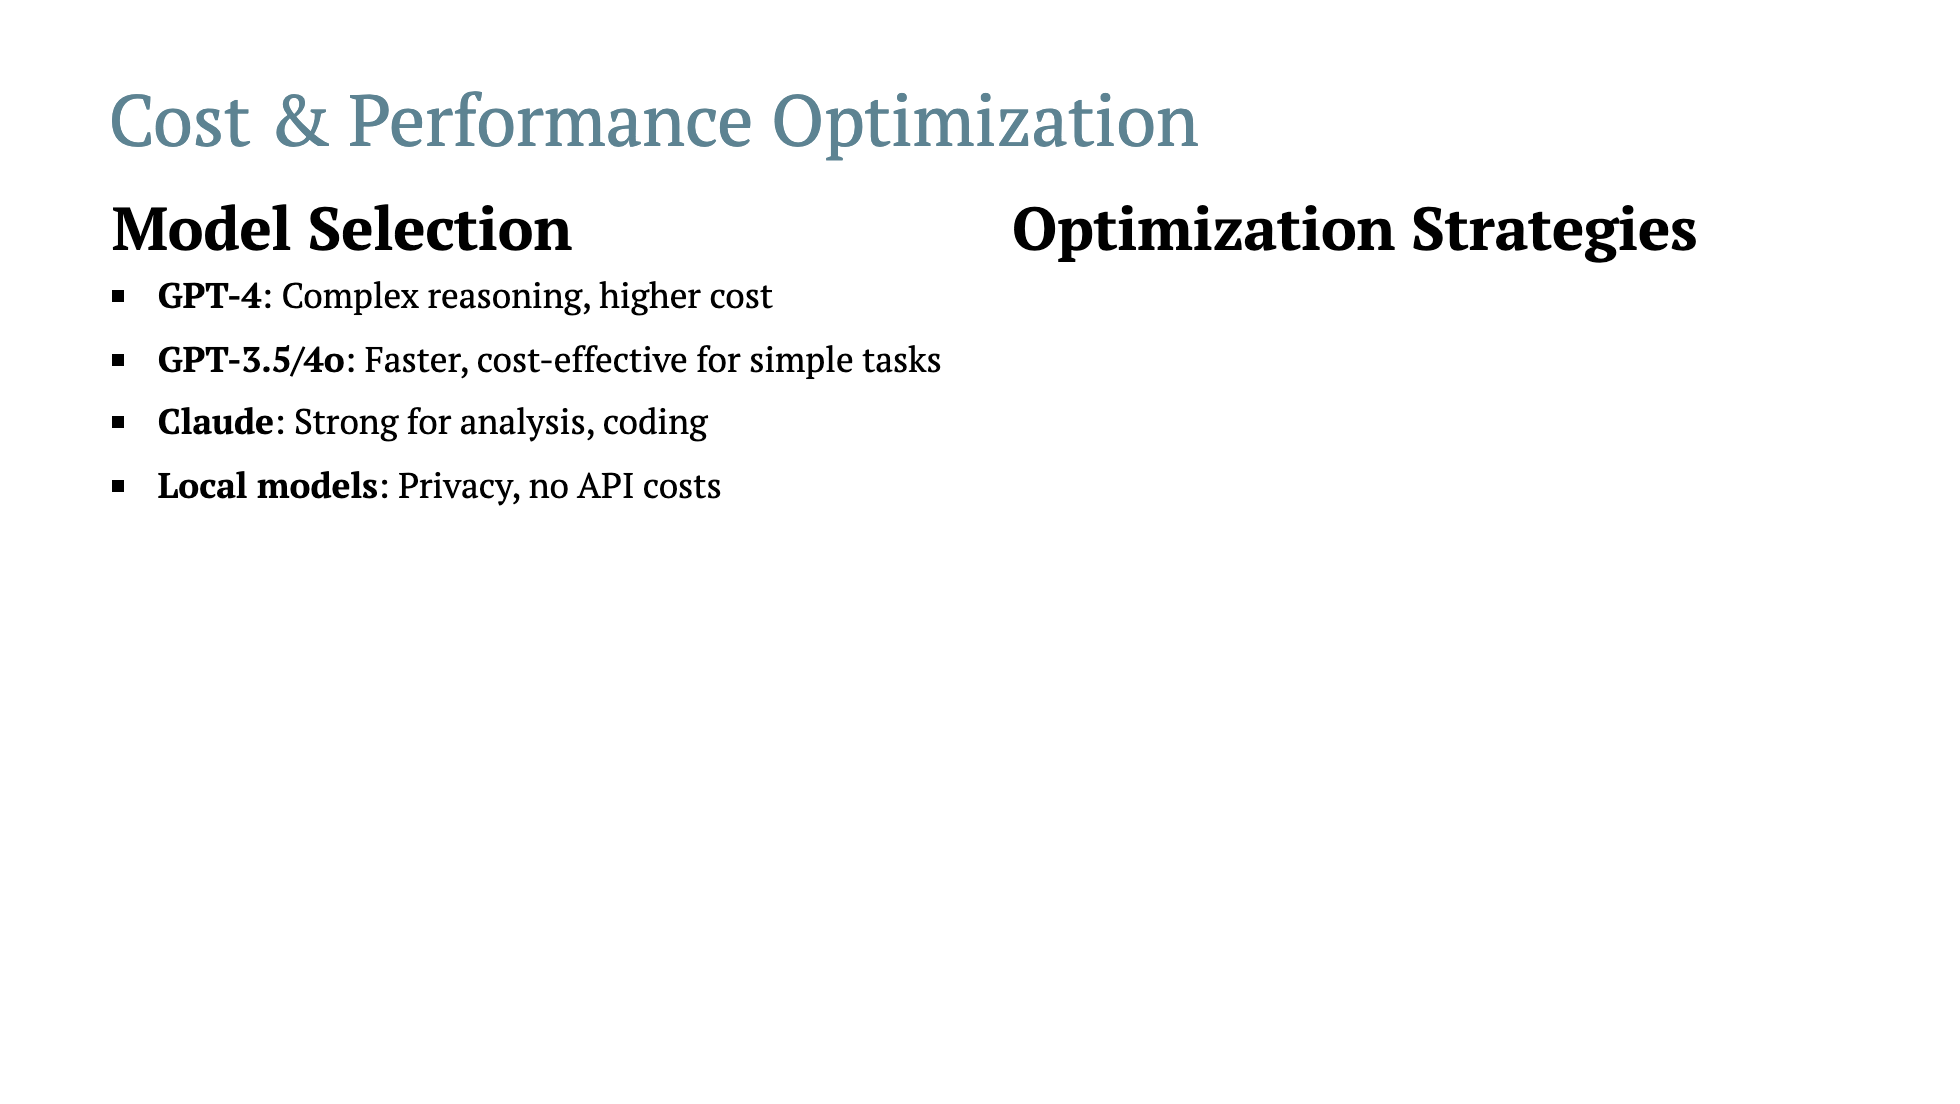 Cost & Performance Optimization
Model Selection
▪ GPT-4: Complex reasoning, higher cost
▪ GPT-3.5/4o: Faster, cost-effective for simple tasks
▪ Claude: Strong for analysis, coding
▪ Local models: Privacy, no API costs
Optimization Strategies